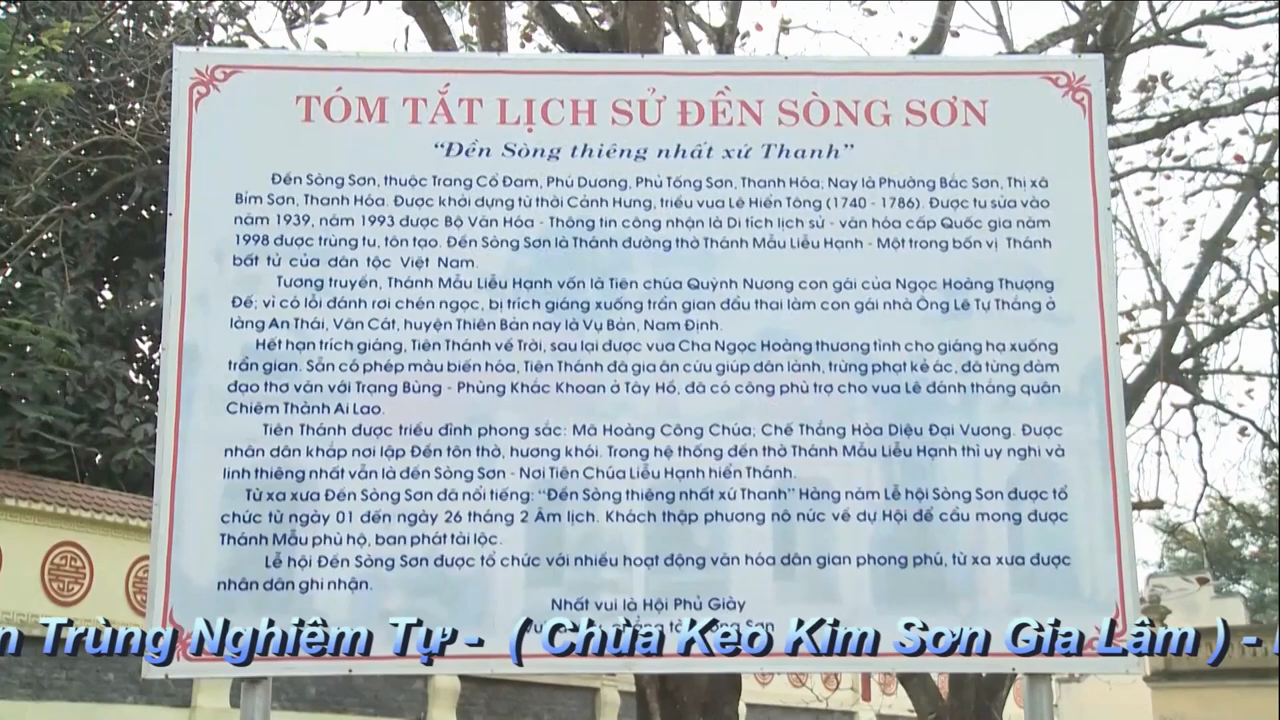 TÓM TẮT LỊCH SỬ ĐỀN SÒNG SƠN
“Đền Sòng thiêng nhất xứ Thanh”
Đền Sòng Sơn, thuộc Trang Cổ Đam, Phú Dương, Phủ Tống Sơn, Thanh Hóa; Nay là Phường Bắc Sơn, Thị xã
Bỉm Sơn, Thanh Hóa. Được khởi dựng từ thời Cảnh Hưng, triều vua Lê Hiển Tông (1740 - 1786). Được tu sửa vào
năm 1939, năm 1993 được Bộ Văn Hóa - Thông tin công nhận là Di tích lịch sử - văn hóa cấp Quốc gia năm
1998 được trùng tu, tôn tạo. Đền Sòng Sơn là Thánh đường thờ Thánh Mẫu Liễu Hạnh - Một trong bốn vị Thánh
bất tử của dân tộc Việt Nam.
Tương truyền, Thánh Mẫu Liễu Hạnh vốn là Tiên chúa Quỳnh Nương con gái của Ngọc Hoàng Thượng
Đế; vì có lỗi đánh rơi chén ngọc, bị trích giáng xuống trần gian đầu thai làm con gái nhà Ông Lê Tự Thắng ở
làng An Thái, Vân Cát, huyện Thiên Bản nay là Vụ Bản, Nam Định.
Hết hạn trích giáng, Tiên Thánh về Trời, sau lại được vua Cha Ngọc Hoàng thương tình cho giáng hạ xuống
trần gian. Sẵn có phép màu biến hóa, Tiên Thánh đã gia ân cứu giúp dân lành, trừng phạt kẻ ác, đã từng đàm
đạo thơ văn với Trạng Bùng - Phùng Khắc Khoan ở Tây Hồ, đã có công phù trợ cho vua Lê đánh thắng quân
Chiêm Thành Ai Lao.
Tiên Thánh được triều đình phong sắc: Mã Hoàng Công Chúa; Chế Thắng Hòa Diệu Đại Vương. Được
nhân dân khắp nơi lập Đền tôn thờ, hương khói. Trong hệ thống đền thờ Thánh Mẫu Liễu Hạnh thì uy nghi và
linh thiêng nhất vẫn là đền Sòng Sơn - Nơi Tiên Chúa Liễu Hạnh hiển Thánh.
Từ xa xưa Đền Sòng Sơn đã nổi tiếng: “Đền Sòng thiêng nhất xứ Thanh” Hàng năm Lễ hội Sòng Sơn được tổ
chức từ ngày 01 đến ngày 26 tháng 2 Âm lịch. Khách thập phương nô nức về dự Hội để cầu mong được
Thánh Mẫu phù hộ, ban phát tài lộc.
Lễ hội Đền Sòng Sơn được tổ chức với nhiều hoạt động văn hóa dân gian phong phú, từ xa xưa được
nhân dân ghi nhận.
Nhất vui là Hội Phủ Giày
Trùng Nghiêm Tự - ( Chùa Keo Kim Sơn Gia Lâm ) -